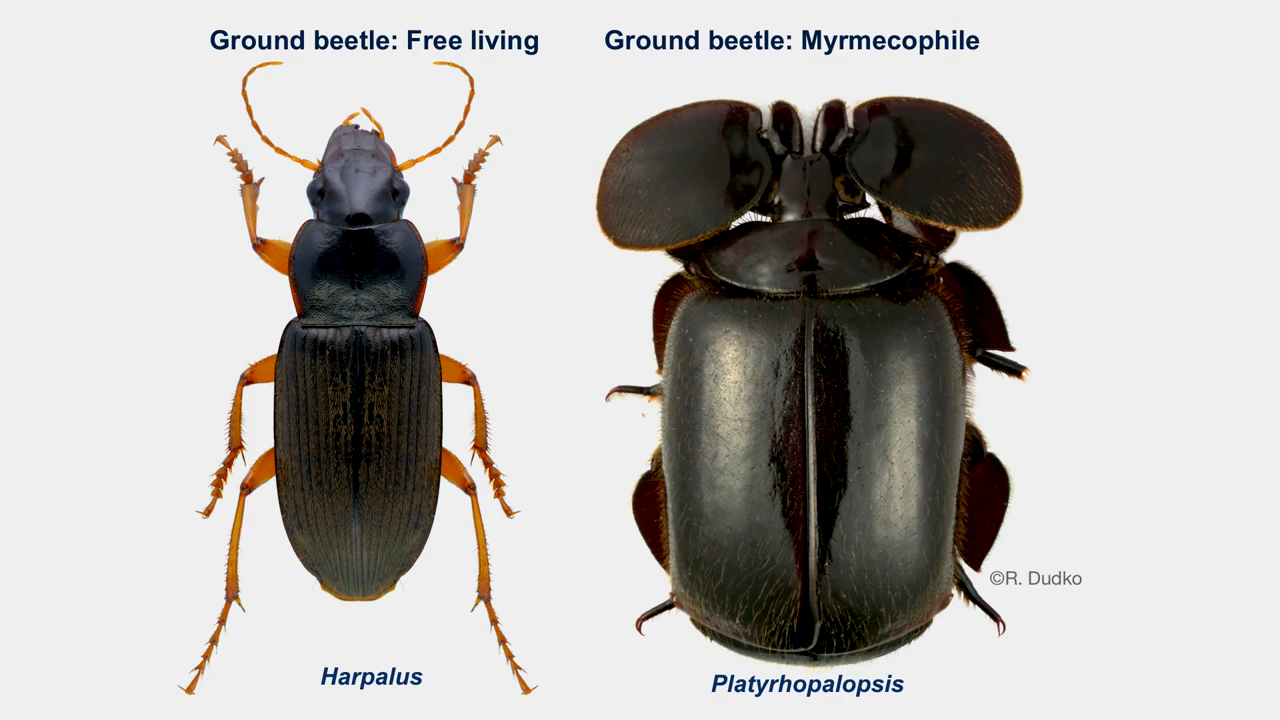 Ground beetle: Free living
Ground beetle: Myrmecophile
©R. Dudko
Harpalus
Platyrhopalopsis